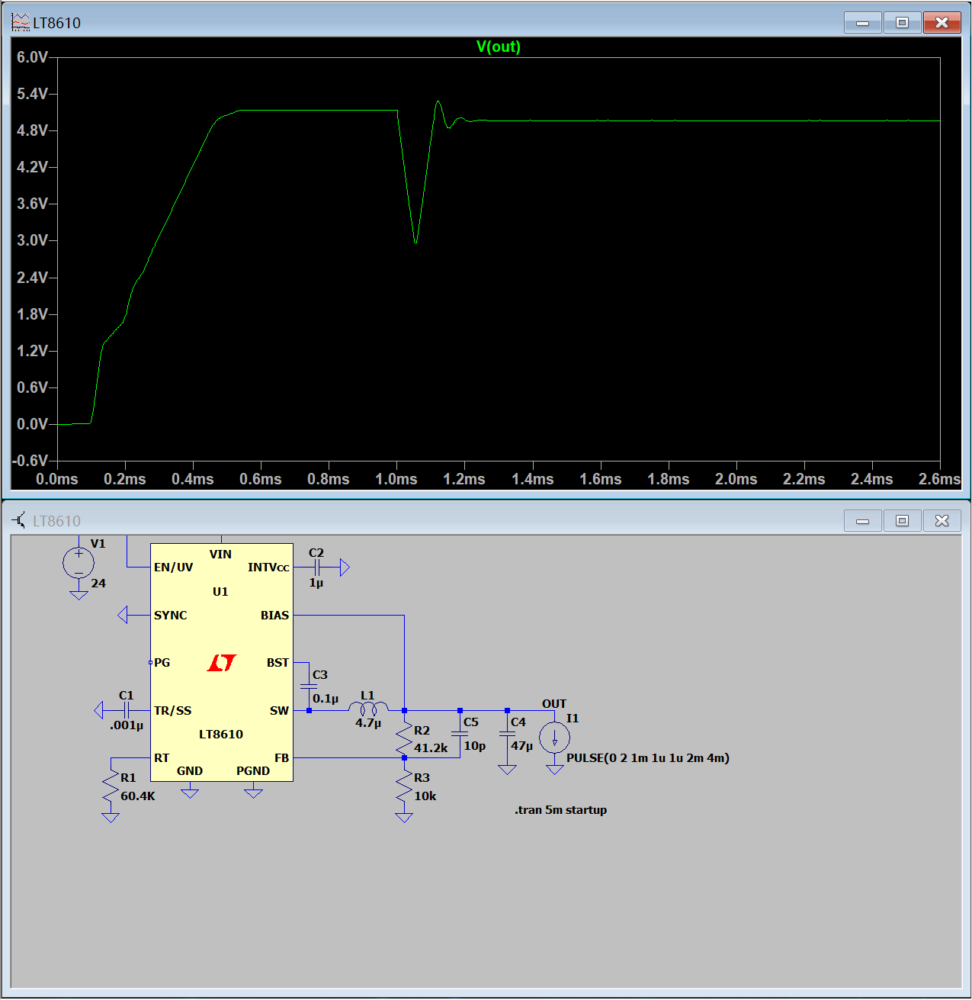 LT8610
V(out)
6.0V
5.4V
4.8V
4.2V
3.6V
3.0V
2.4V
1.8V
1.2V
0.6V
0.0V
-0.6V
0.0ms 0.2ms 0.4ms 0.6ms 0.8ms 1.0ms 1.2ms 1.4ms 1.6ms 1.8ms 2.0ms 2.2ms 2.4ms 2.6ms
LT8610
V1
24
VIN
EN/UV
INTVcc
C2
1µ
U1
SYNC
BIAS
PG
BST
C3
0.1µ
C1
.001µ
TR/SS
SW
L1
4.7µ
LT8610
R2
41.2k
C5
10p
C4
47µ
OUT
I1
PULSE(0 2 1m 1u 1u 2m 4m)
RT
FB
GND
PGND
R1
60.4K
R3
10k
.tran 5m startup